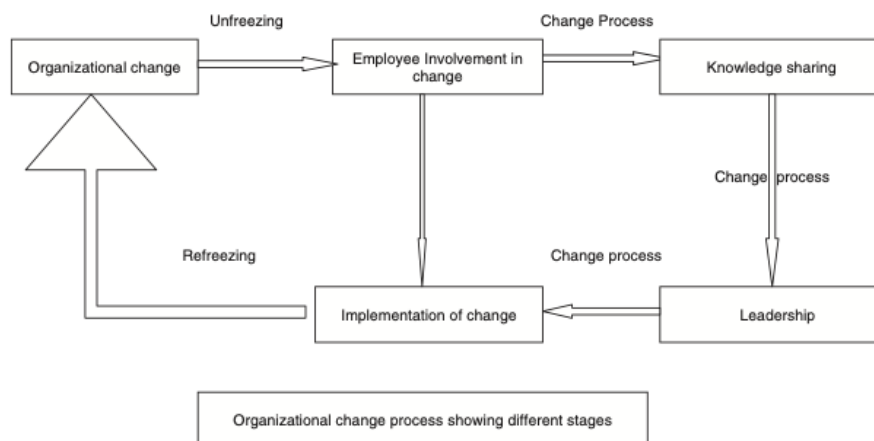 Unfreezing
Change Process
Organizational change
Employee Involvement in
change
Knowledge sharing
Change process
Refreezing
Change process
Implementation of change
Leadership
Organizational change process showing different stages